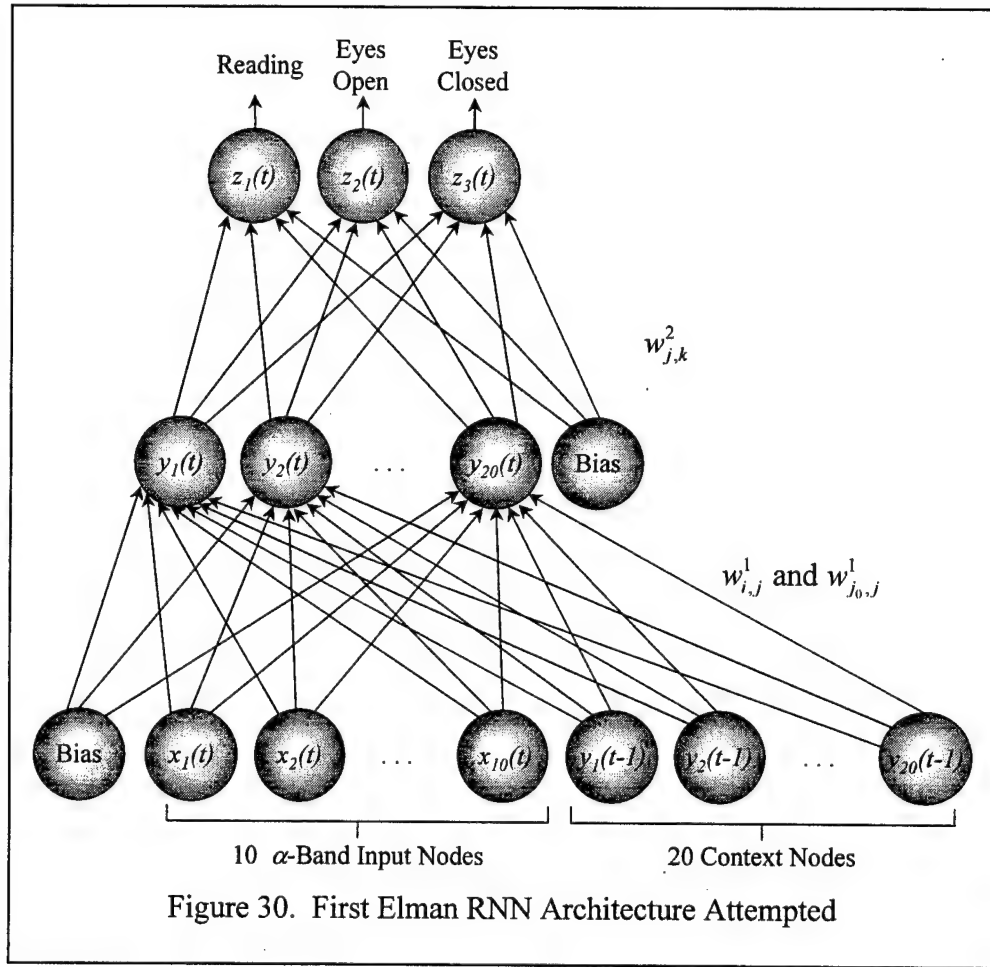 Reading Eyes Open Eyes Closed
z₁(t) z₂(t) z₃(t)
w²j,k
y₁(t) y₂(t) . . . y₂₀(t) Bias
w¹i,j and w¹j₀,j
Bias x₁(t) x₂(t) . . . x₁₀(t) y₁(t-1) y₂(t-1) . . . y₂₀(t-1)
10 α-Band Input Nodes 20 Context Nodes
Figure 30. First Elman RNN Architecture Attempted